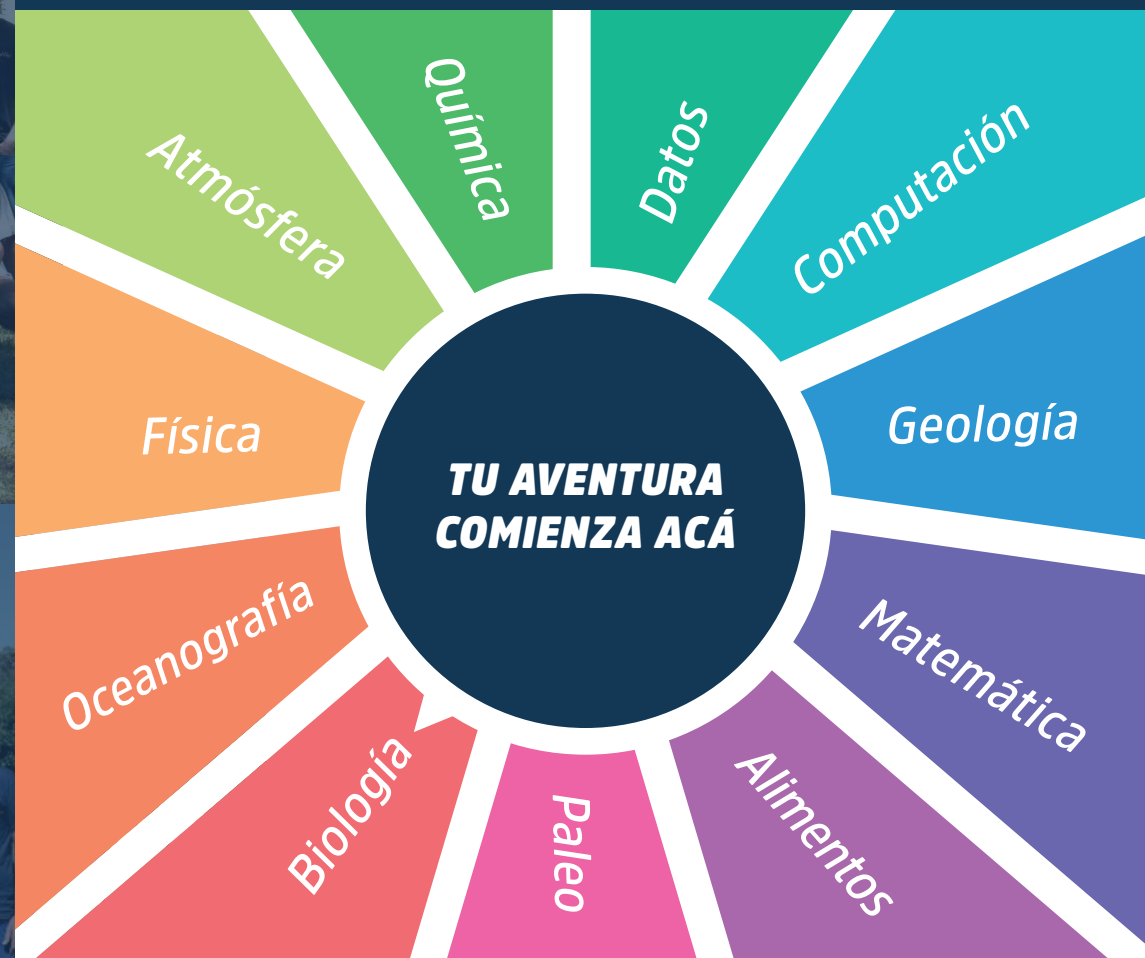 Química
Datos
Computación
Atmósfera
Geología
Física
TU AVENTURA
COMIENZA ACÁ
Matemática
Oceanografía
Alimentos
Biología
Paleo